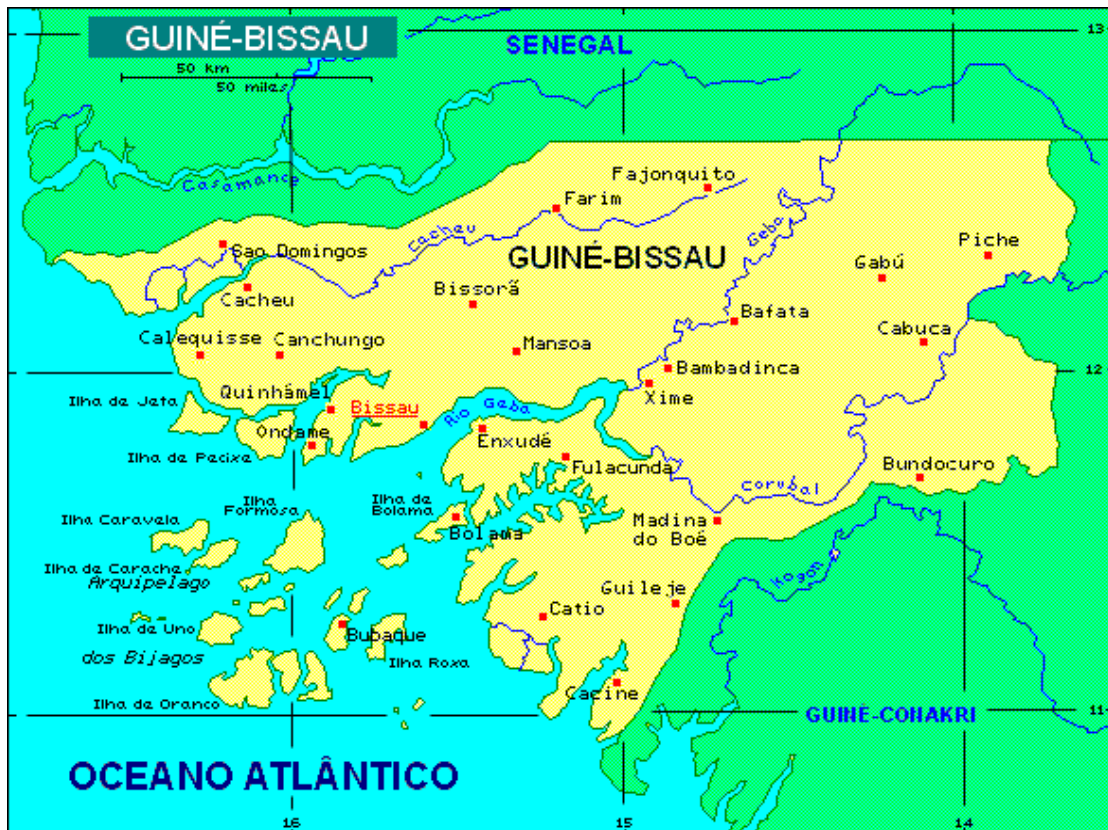 GUINÉ-BISSAU
SENEGAL
13
50 km
50 miles
Casamance
Fajonquito
Farim
Cacheu
Geba
Sao Domingos
GUINÉ-BISSAU
Piche
Gabú
Cacheu
Bissorã
Bafata
Cabuca
Calequisse
Canchungo
Mansoa
Bambadinca
12
Xime
Quinhámel
Ilha de Jeta
Bissau
Rio Geba
Ondame
Enxudé
Ilha de Pecixe
Fulacunda
Bundocuro
Corubal
Ilha
Formosa
Ilha de
Bolama
Ilha Caravela
Bolama
Madina
do Boé
Ilha de Carache
Arquipelago
Kogon
Guileje
Catio
Ilha de Uno
Bubaque
dos Bijagos
Ilha Roxa
Cacine
Ilha de Oranco
GUINÉ-CONAKRI
11
OCEANO ATLÂNTICO
16
15
14